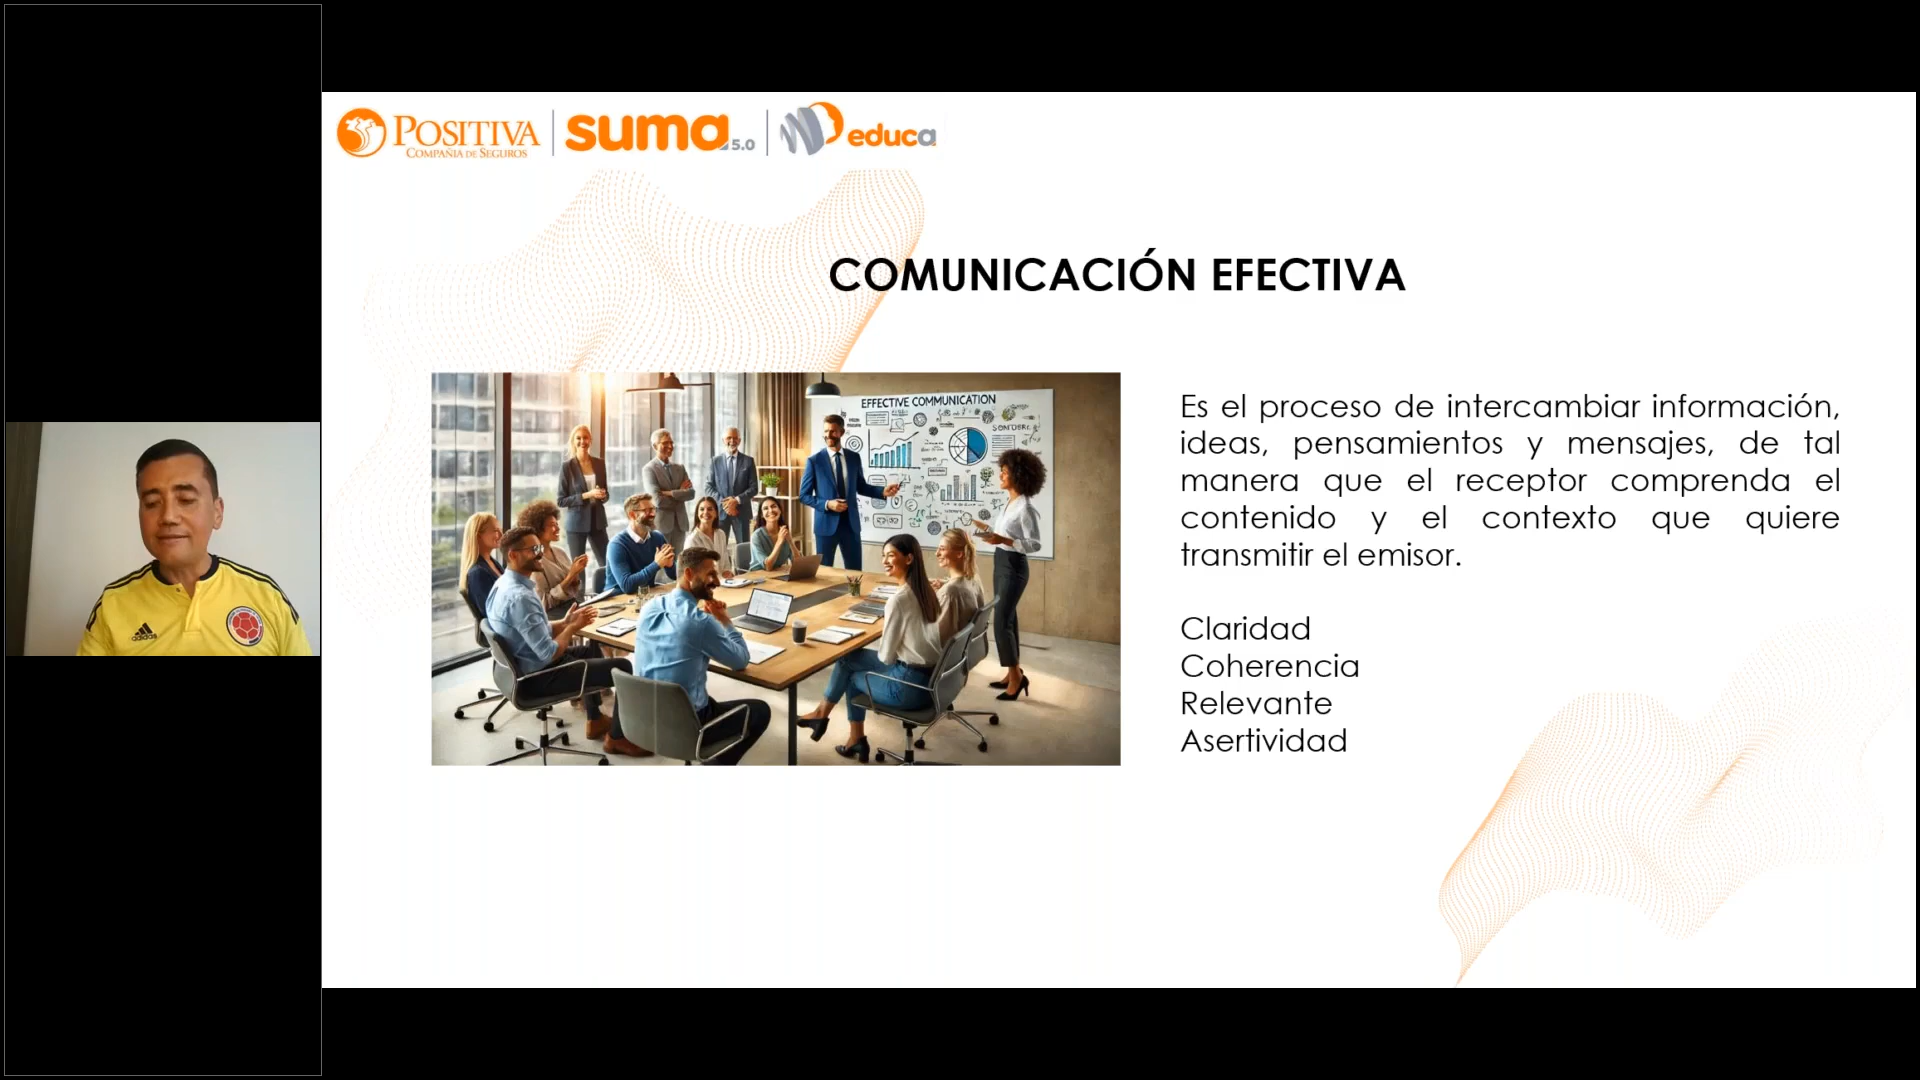 POSITIVA
COMPAÑIA DE SEGUROS
suma 5.0
educa
COMUNICACIÓN EFECTIVA
EFFECTIVE COMMUNICATION
Es el proceso de intercambiar información,
ideas, pensamientos y mensajes, de tal
manera que el receptor comprenda el
contenido y el contexto que quiere
transmitir el emisor.
Claridad
Coherencia
Relevante
Asertividad
adidas